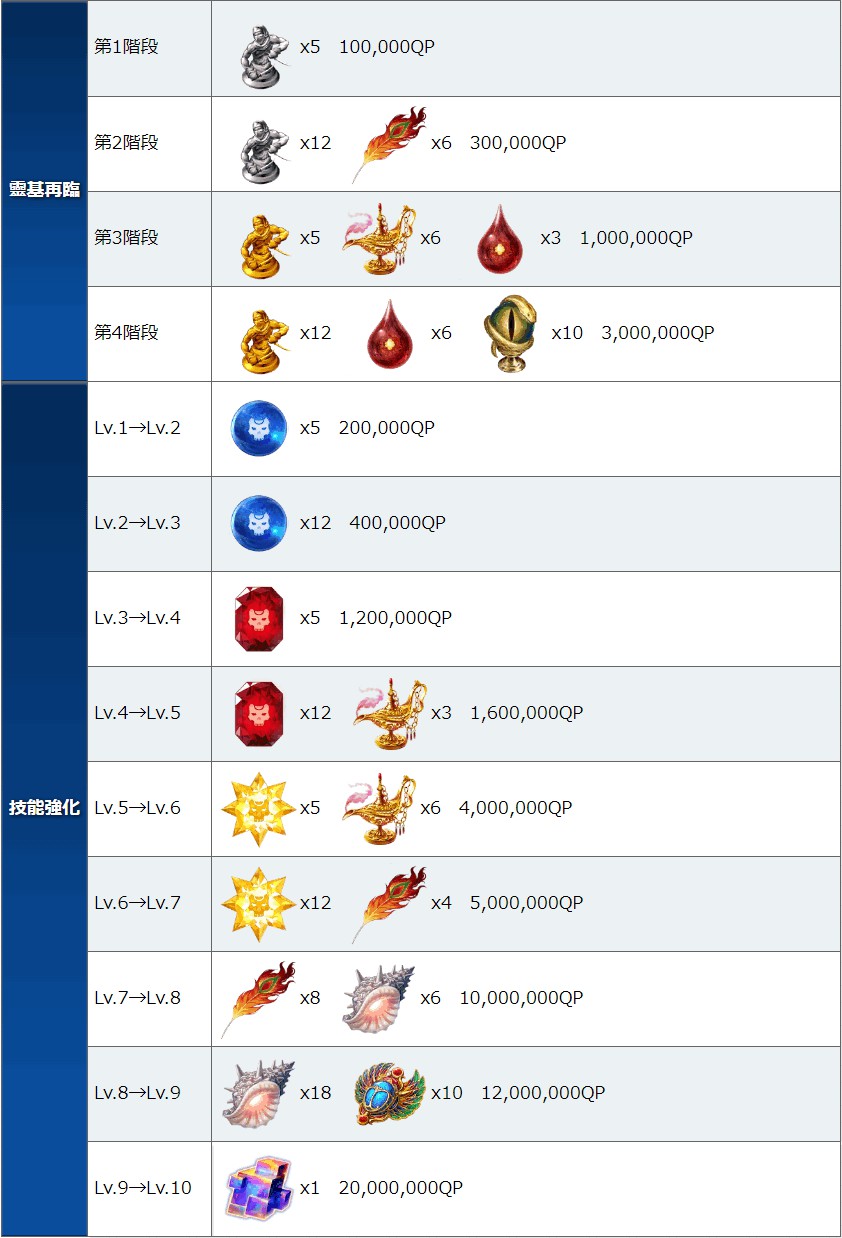 靈基再臨
第1階段 x5 100,000QP
第2階段 x12 x6 300,000QP
第3階段 x5 x6 x3 1,000,000QP
第4階段 x12 x6 x10 3,000,000QP
技能強化
Lv.1→Lv.2 x5 200,000QP
Lv.2→Lv.3 x12 400,000QP
Lv.3→Lv.4 x5 1,200,000QP
Lv.4→Lv.5 x12 x3 1,600,000QP
Lv.5→Lv.6 x5 x6 4,000,000QP
Lv.6→Lv.7 x12 x4 5,000,000QP
Lv.7→Lv.8 x8 x6 10,000,000QP
Lv.8→Lv.9 x18 x10 12,000,000QP
Lv.9→Lv.10 x1 20,000,000QP